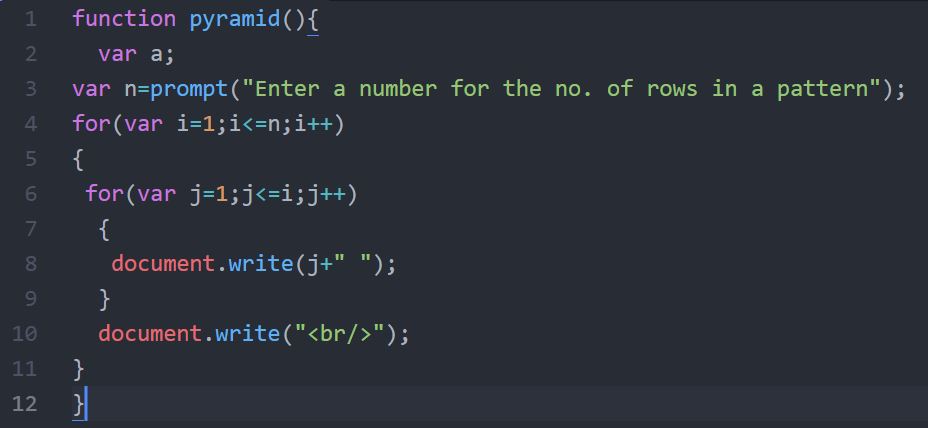 1 function pyramid(){
2   var a;
3 var n=prompt("Enter a number for the no. of rows in a pattern");
4 for(var i=1;i<=n;i++)
5 {
6  for(var j=1;j<=i;j++)
7   {
8    document.write(j+" ");
9   }
10   document.write("<br/>");
11 }
12 }